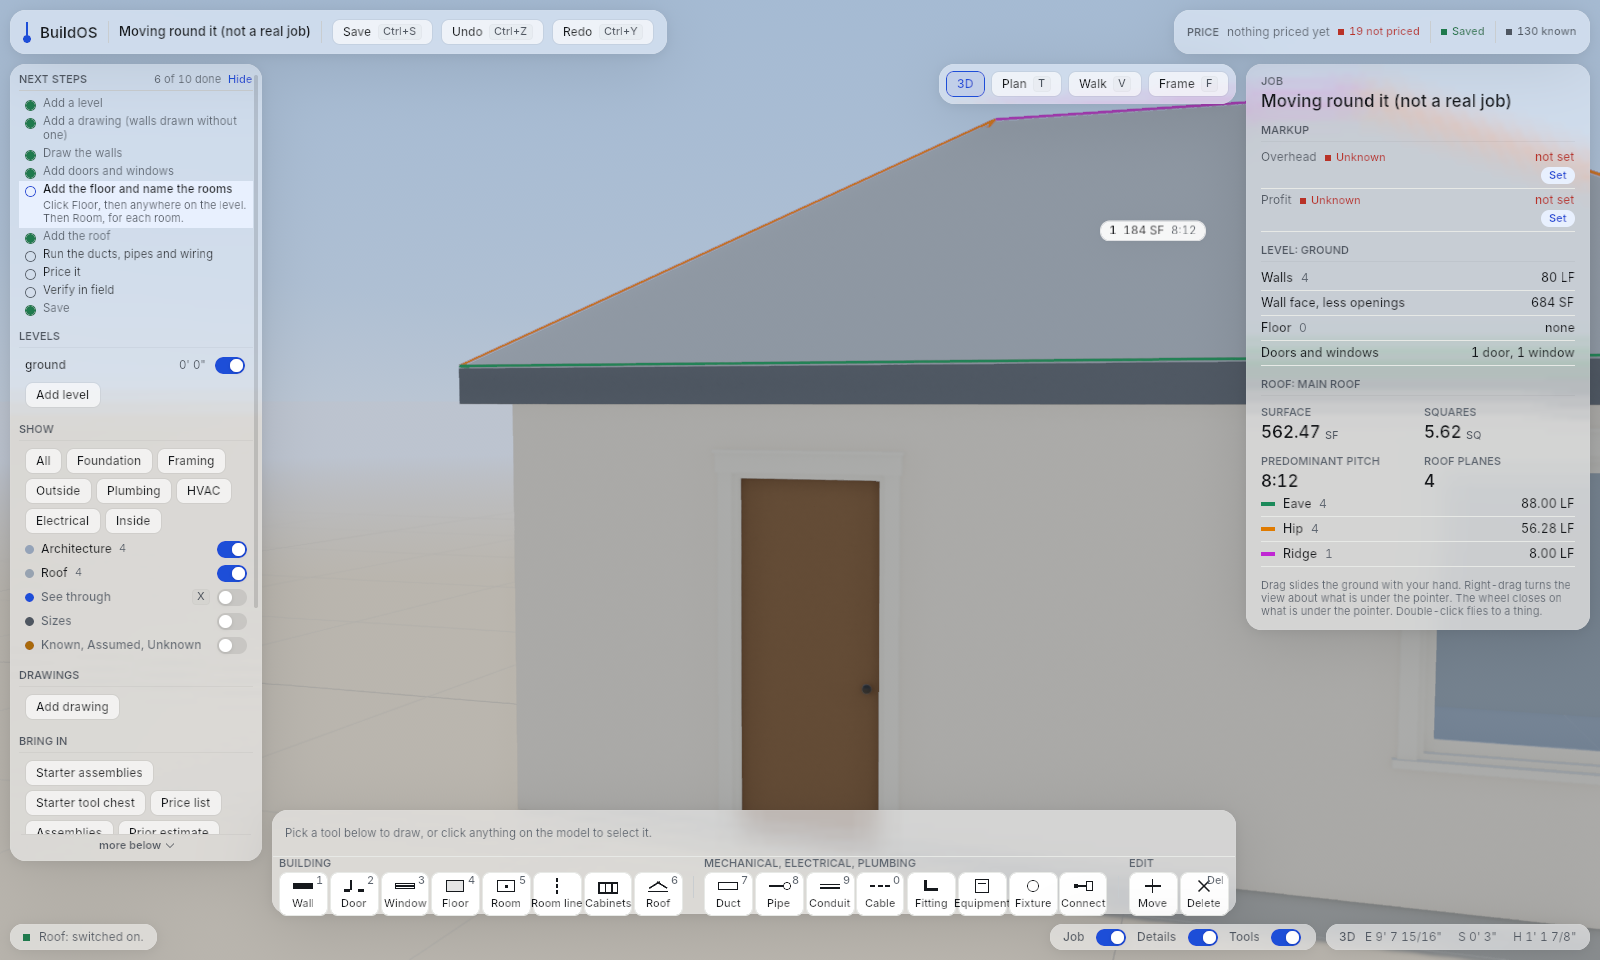 BuildOS
Moving round it (not a real job)
Save Ctrl+S
Undo Ctrl+Z
Redo Ctrl+Y
PRICE nothing priced yet 19 not priced Saved 130 known
NEXT STEPS 6 of 10 done Hide
Add a level
Add a drawing (walls drawn without
one)
Draw the walls
Add doors and windows
Add the floor and name the rooms
Click Floor, then anywhere on the level.
Then Room, for each room.
Add the roof
Run the ducts, pipes and wiring
Price it
Verify in field
Save
LEVELS
ground 0' 0"
Add level
SHOW
All Foundation Framing
Outside Plumbing HVAC
Electrical Inside
Architecture 4
Roof 4
See through X
Sizes
Known, Assumed, Unknown
DRAWINGS
Add drawing
BRING IN
Starter assemblies
Starter tool chest Price list
Assemblies Prior estimate
more below
3D Plan T Walk V Frame F
1 184 SF 8:12
JOB
Moving round it (not a real job)
MARKUP
Overhead Unknown not set
Set
Profit Unknown not set
Set
LEVEL: GROUND
Walls 4 80 LF
Wall face, less openings 684 SF
Floor 0 none
Doors and windows 1 door, 1 window
ROOF: MAIN ROOF
SURFACE SQUARES
562.47 SF 5.62 SQ
PREDOMINANT PITCH ROOF PLANES
8:12 4
Eave 4 88.00 LF
Hip 4 56.28 LF
Ridge 1 8.00 LF
Drag slides the ground with your hand. Right-drag turns the
view about what is under the pointer. The wheel closes on
what is under the pointer. Double-click flies to a thing.
Pick a tool below to draw, or click anything on the model to select it.
BUILDING MECHANICAL, ELECTRICAL, PLUMBING EDIT
1 2 3 4 5 6 7 8 9 0 Del
Wall Door Window Floor Room Room line Cabinets Roof Duct Pipe Conduit Cable Fitting Equipment Fixture Connect Move Delete
Roof: switched on.
Job Details Tools
3D E 9' 7 15/16" S 0' 3" H 1' 1 7/8"